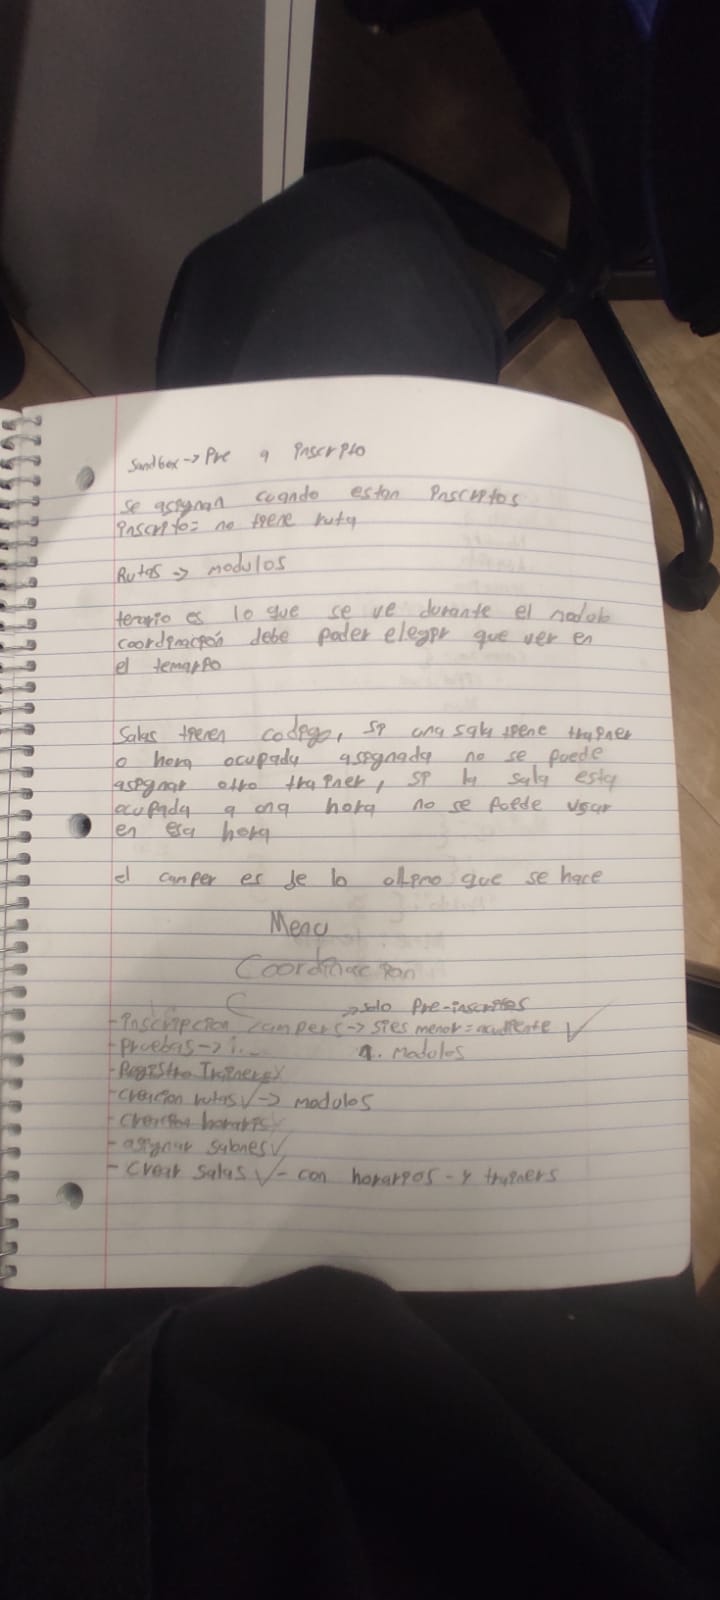 Sandbox -> Pre a inscrito
se asignan cuando estan inscritos
inscrito = no tiene ruta
Rutas -> modulos
temario es lo que se ve durante el modulo
coordinación debe poder elegir que ver en
el temario
Salas tienen codigo, si una sala tiene trainer
o hora ocupada asignada no se puede
asignar otro trainer, si la sala esta
ocupada a una hora no se puede usar
en esa hora
el camper es de lo ultimo que se hace
Menu
Coordinacion
-> solo Pre-inscritos
- inscripcion campers -> si es menor = acudiente ✓
- Pruebas -> 1. modulos
- Registro Trainers
- creacion rutas ✓ -> modulos
- creacion horarios
- asignar salones ✓
- crear salas ✓ - con horarios - y trainers